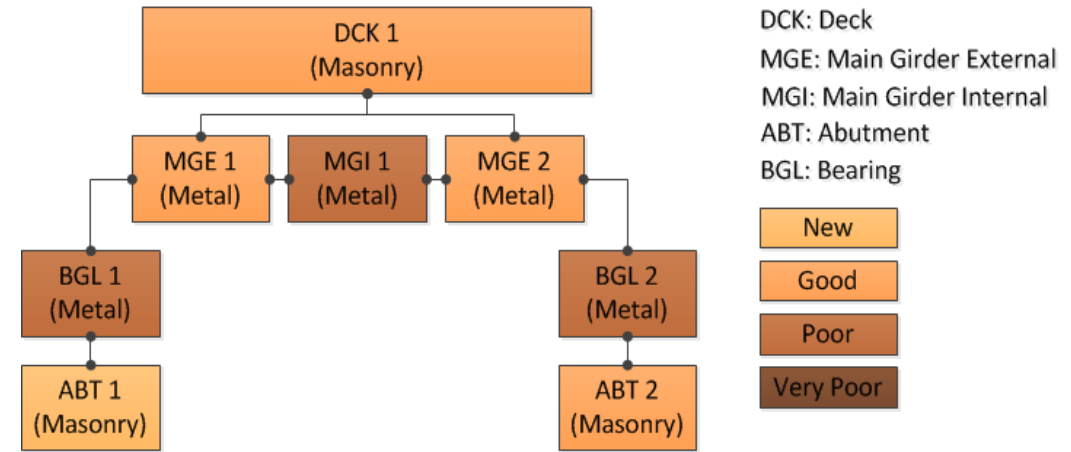 DCK 1
(Masonry)
MGE 1
(Metal)
MGI 1
(Metal)
MGE 2
(Metal)
BGL 1
(Metal)
BGL 2
(Metal)
ABT 1
(Masonry)
ABT 2
(Masonry)
DCK: Deck
MGE: Main Girder External
MGI: Main Girder Internal
ABT: Abutment
BGL: Bearing
New
Good
Poor
Very Poor